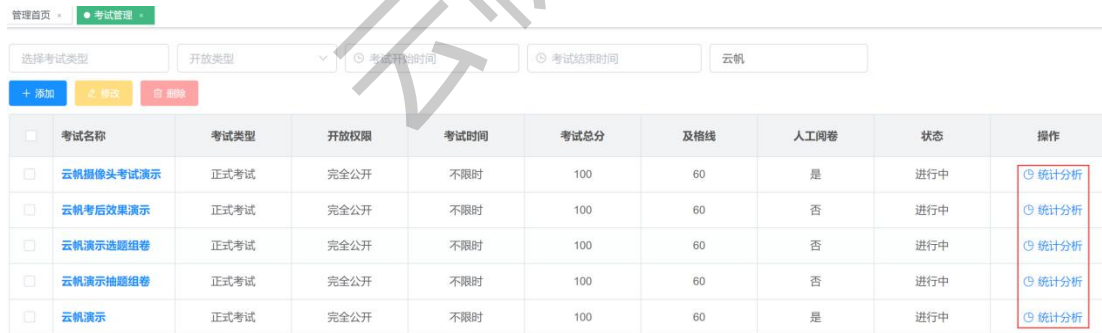 管理首页 × ● 考试管理 ×
选择考试类型 开放类型 考试开始时间 考试结束时间 云帆
+ 添加 修改 删除
考试名称 考试类型 开放权限 考试时间 考试总分 及格线 人工阅卷 状态 操作
云帆摄像头考试演示 正式考试 完全公开 不限时 100 60 是 进行中 统计分析
云帆考后效果演示 正式考试 完全公开 不限时 100 60 否 进行中 统计分析
云帆演示选题组卷 正式考试 完全公开 不限时 100 60 否 进行中 统计分析
云帆演示抽题组卷 正式考试 完全公开 不限时 100 60 否 进行中 统计分析
云帆演示 正式考试 完全公开 不限时 100 60 是 进行中 统计分析